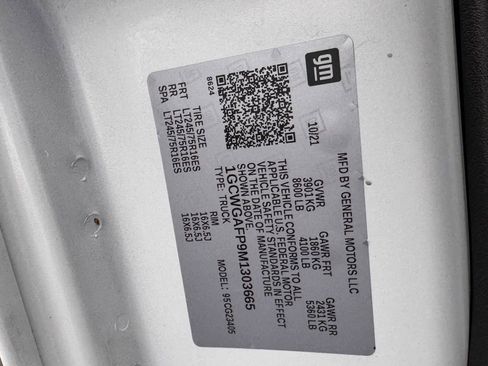 gm
MFD BY GENERAL MOTORS LLC
10/21
GVWR GAWR FRT GAWR RR
3901 KG 1860 KG 2431 KG
8600 LB 4100 LB 5360 LB
THIS VEHICLE CONFORMS TO ALL
APPLICABLE U.S. FEDERAL MOTOR
VEHICLE SAFETY STANDARDS IN EFFECT
ON THE DATE OF MANUFACTURE
SHOWN ABOVE.
1GCWGAFP9M1303665
TYPE: TRUCK MODEL: 95CG23405
8624
TIRE SIZE RIM
FRT LT245/75R16ES 16X6.5J
RR LT245/75R16ES 16X6.5J
SPA LT245/75R16ES 16X6.5J